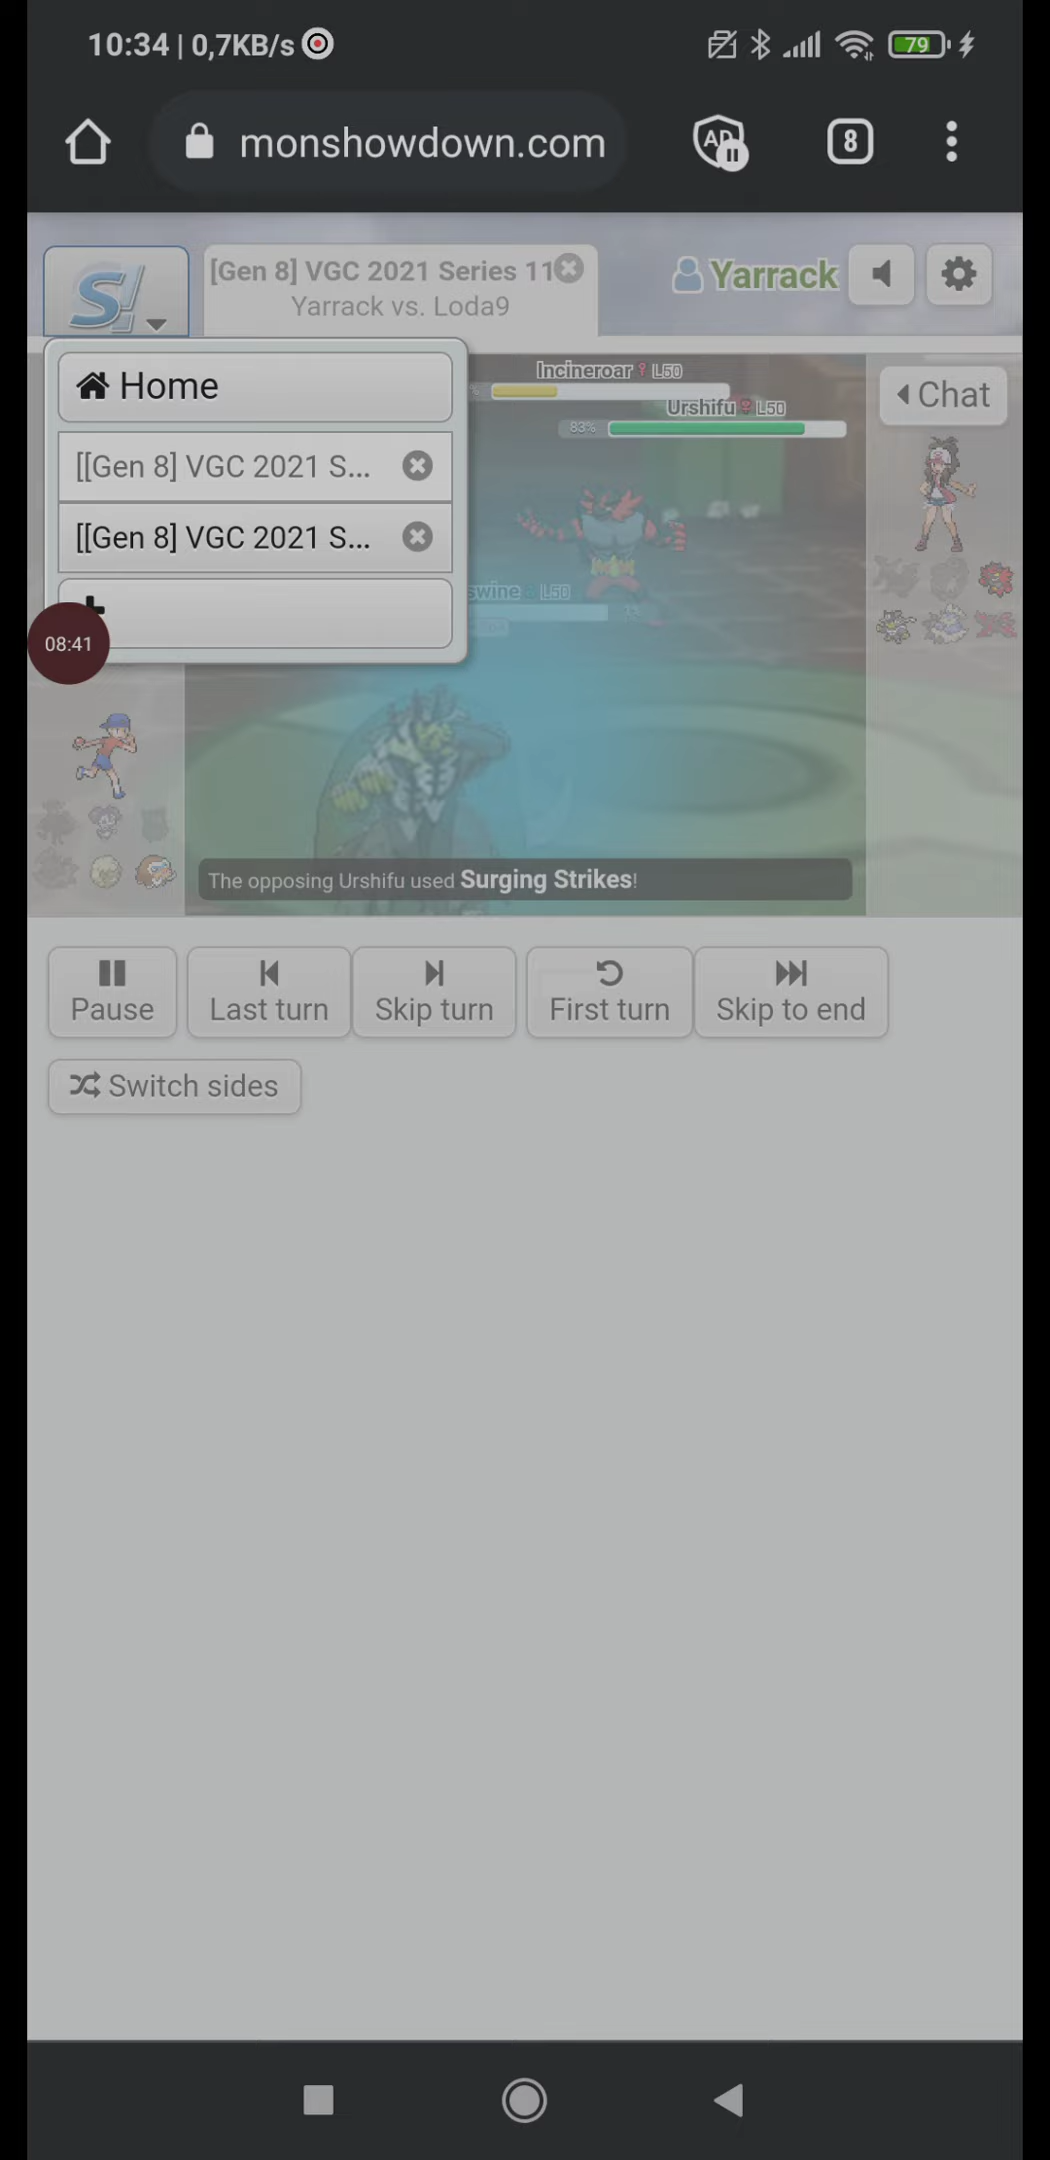 10:34 | 0,7KB/s
79
monshowdown.com
AD
8
S!
[Gen 8] VGC 2021 Series 11
Yarrack vs. Loda9
Yarrack
Home
[[Gen 8] VGC 2021 S...
[[Gen 8] VGC 2021 S...
+
08:41
Incineroar L50
Urshifu L50
83%
Chat
swine L50
The opposing Urshifu used Surging Strikes!
Pause
Last turn
Skip turn
First turn
Skip to end
Switch sides